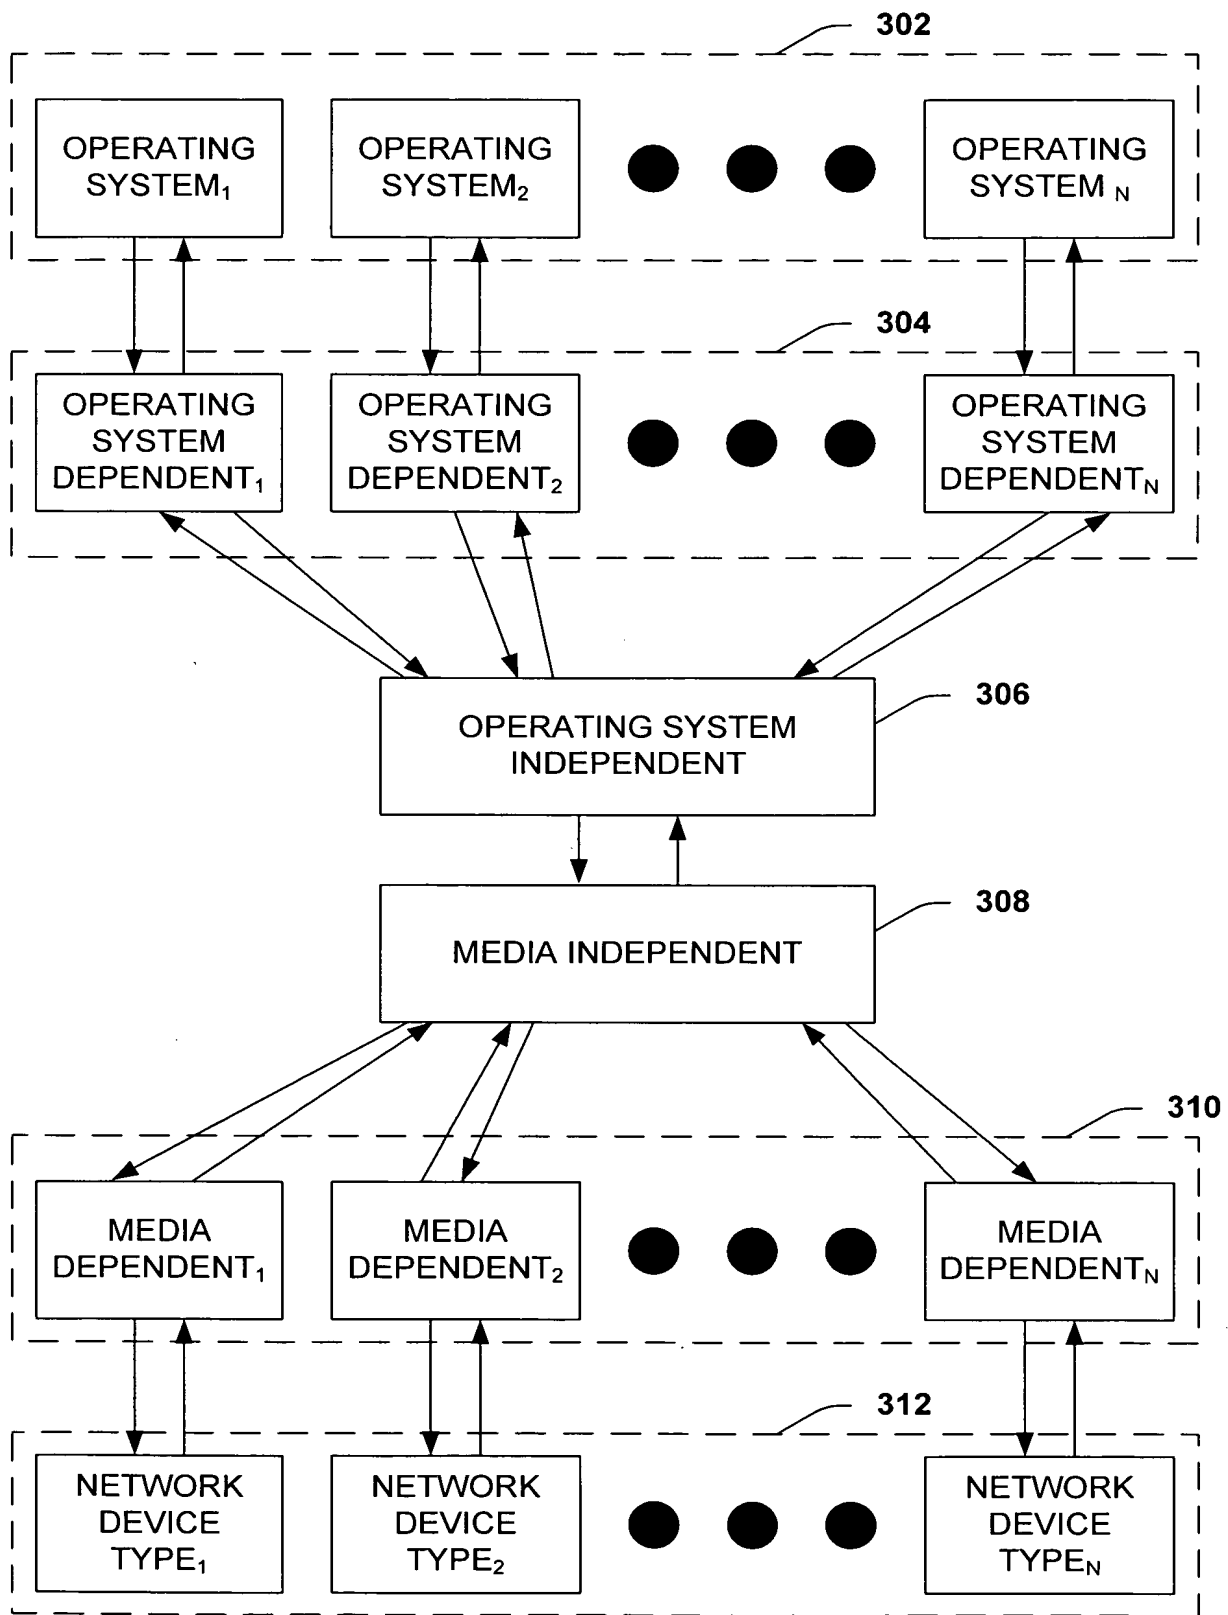 302
OPERATING
SYSTEM₁
OPERATING
SYSTEM₂
OPERATING
SYSTEM N
304
OPERATING
SYSTEM
DEPENDENT₁
OPERATING
SYSTEM
DEPENDENT₂
OPERATING
SYSTEM
DEPENDENTN
306
OPERATING SYSTEM
INDEPENDENT
308
MEDIA INDEPENDENT
310
MEDIA
DEPENDENT₁
MEDIA
DEPENDENT₂
MEDIA
DEPENDENTN
312
NETWORK
DEVICE
TYPE₁
NETWORK
DEVICE
TYPE₂
NETWORK
DEVICE
TYPEN